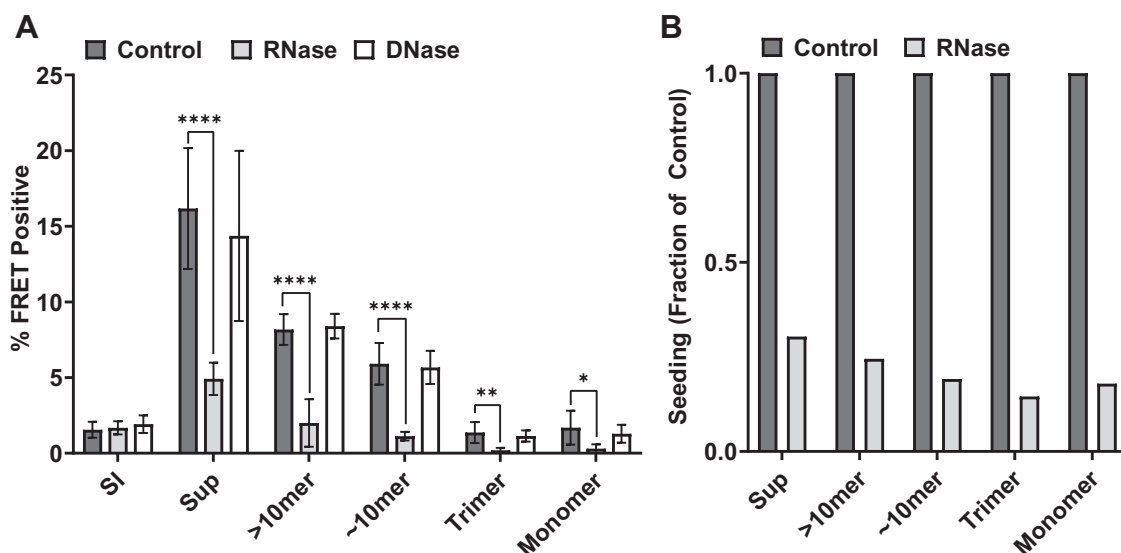 A
Control RNase DNase
% FRET Positive
25
20
15
10
5
0
****
****
****
**
*
SI
Sup
>10mer
~10mer
Trimer
Monomer
B
Control RNase
Seeding (Fraction of Control)
1.0
0.5
0.0
Sup
>10mer
~10mer
Trimer
Monomer